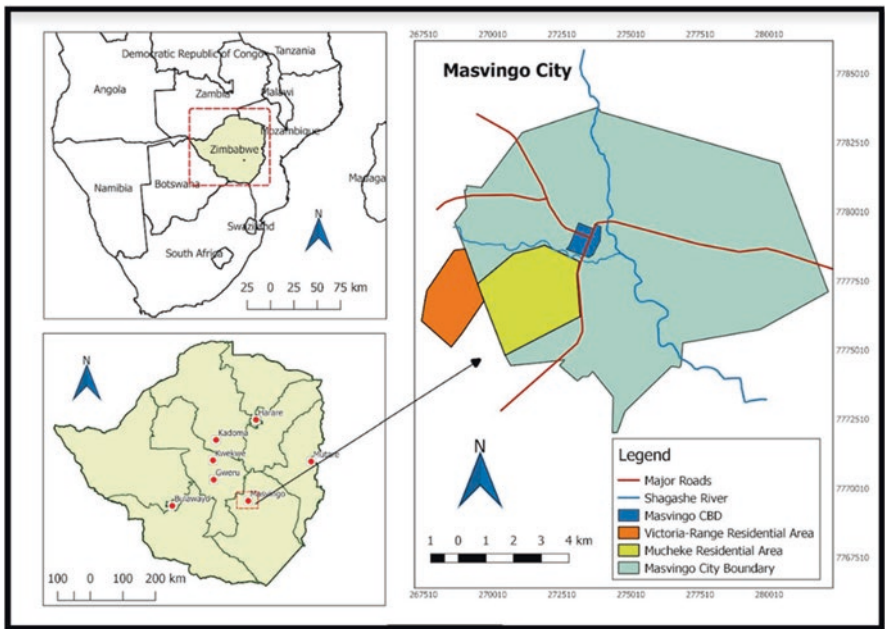 Democratic Republic of Congo
Tanzania
Angola
Zambia
Malawi
Mozambique
Zimbabwe
Namibia
Botswana
Madaga
Swaziland
South Africa
N
25 0 25 50 75 km
N
Harare
Kadoma
Kwekwe
Mutare
Gweru
Masvingo
Bulawayo
100 0 100 200 km
267510 270010 272510 275010 277510 280010
Masvingo City
7785010
7782510
7780010
7777510
7775010
7772510
7770010
7767510
N
1 0 1 2 3 4 km
Legend
Major Roads
Shagashe River
Masvingo CBD
Victoria-Range Residential Area
Mucheke Residential Area
Masvingo City Boundary
267510 270010 272510 275010 277510 280010